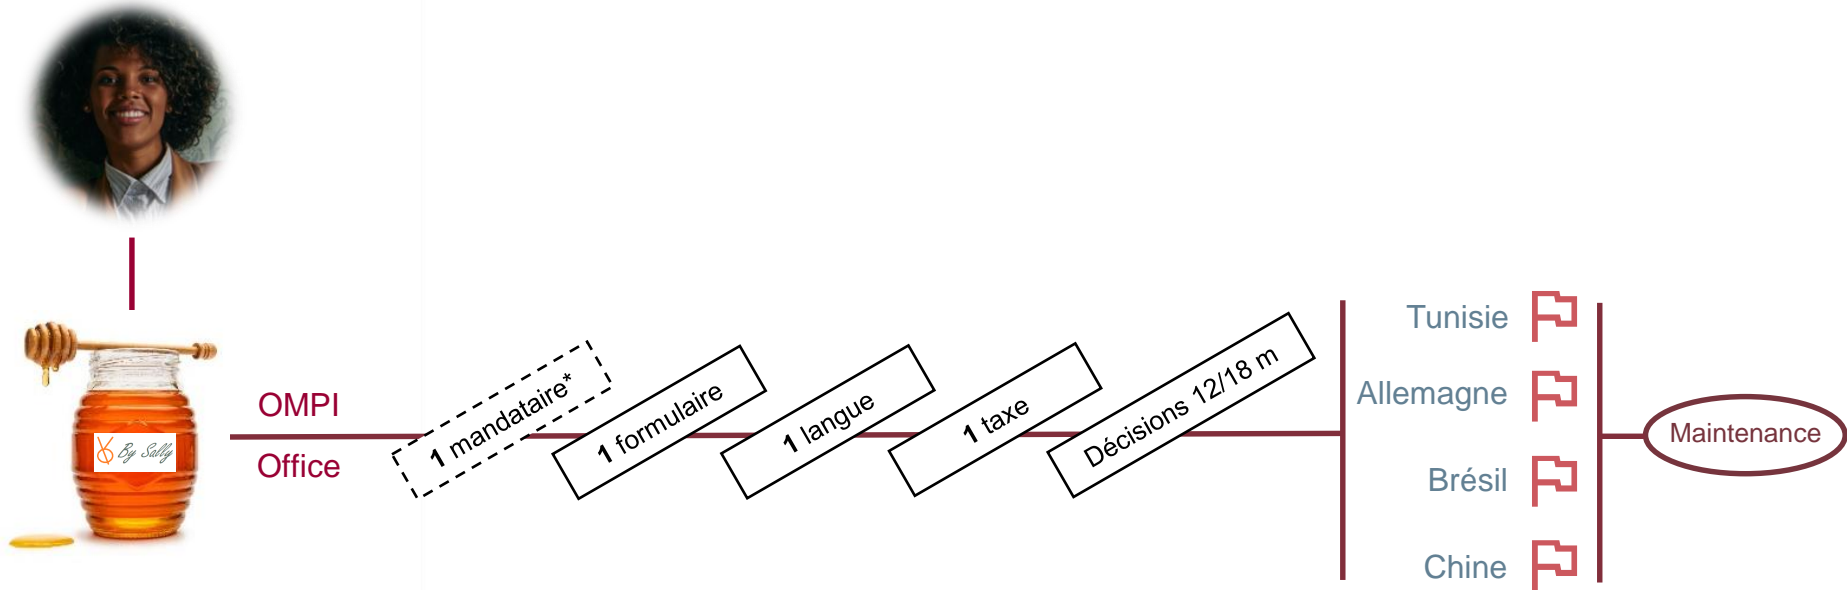 By Sally
OMPI
Office
1 mandataire*
1 formulaire
1 langue
1 taxe
Décisions 12/18 m
Tunisie
Allemagne
Brésil
Chine
Maintenance